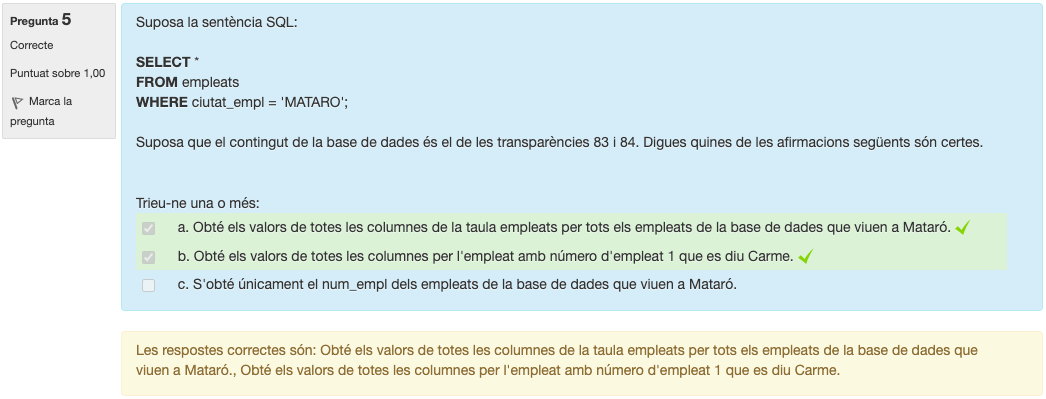 Pregunta 5
Correcte
Puntuat sobre 1,00
Marca la
pregunta
Suposa la sentència SQL:
SELECT *
FROM empleats
WHERE ciutat_empl = 'MATARO';
Suposa que el contingut de la base de dades és el de les transparències 83 i 84. Digues quines de les afirmacions següents són certes.
Trieu-ne una o més:
a. Obté els valors de totes les columnes de la taula empleats per tots els empleats de la base de dades que viuen a Mataró.
b. Obté els valors de totes les columnes per l'empleat amb número d'empleat 1 que es diu Carme.
c. S'obté únicament el num_empl dels empleats de la base de dades que viuen a Mataró.
Les respostes correctes són: Obté els valors de totes les columnes de la taula empleats per tots els empleats de la base de dades que
viuen a Mataró., Obté els valors de totes les columnes per l'empleat amb número d'empleat 1 que es diu Carme.